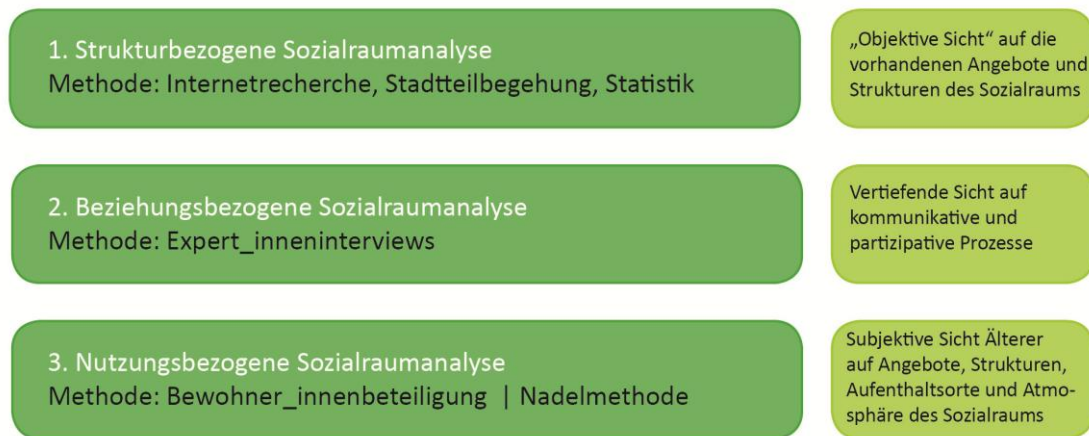 1. Strukturbezogene Sozialraumanalyse
Methode: Internetrecherche, Stadtteilbegehung, Statistik
„Objektive Sicht“ auf die
vorhandenen Angebote und
Strukturen des Sozialraums
2. Beziehungsbezogene Sozialraumanalyse
Methode: Expert_inneninterviews
Vertiefende Sicht auf
kommunikative und
partizipative Prozesse
3. Nutzungsbezogene Sozialraumanalyse
Methode: Bewohner_innenbeteiligung | Nadelmethode
Subjektive Sicht Älterer
auf Angebote, Strukturen,
Aufenthaltsorte und Atmo-
sphäre des Sozialraums